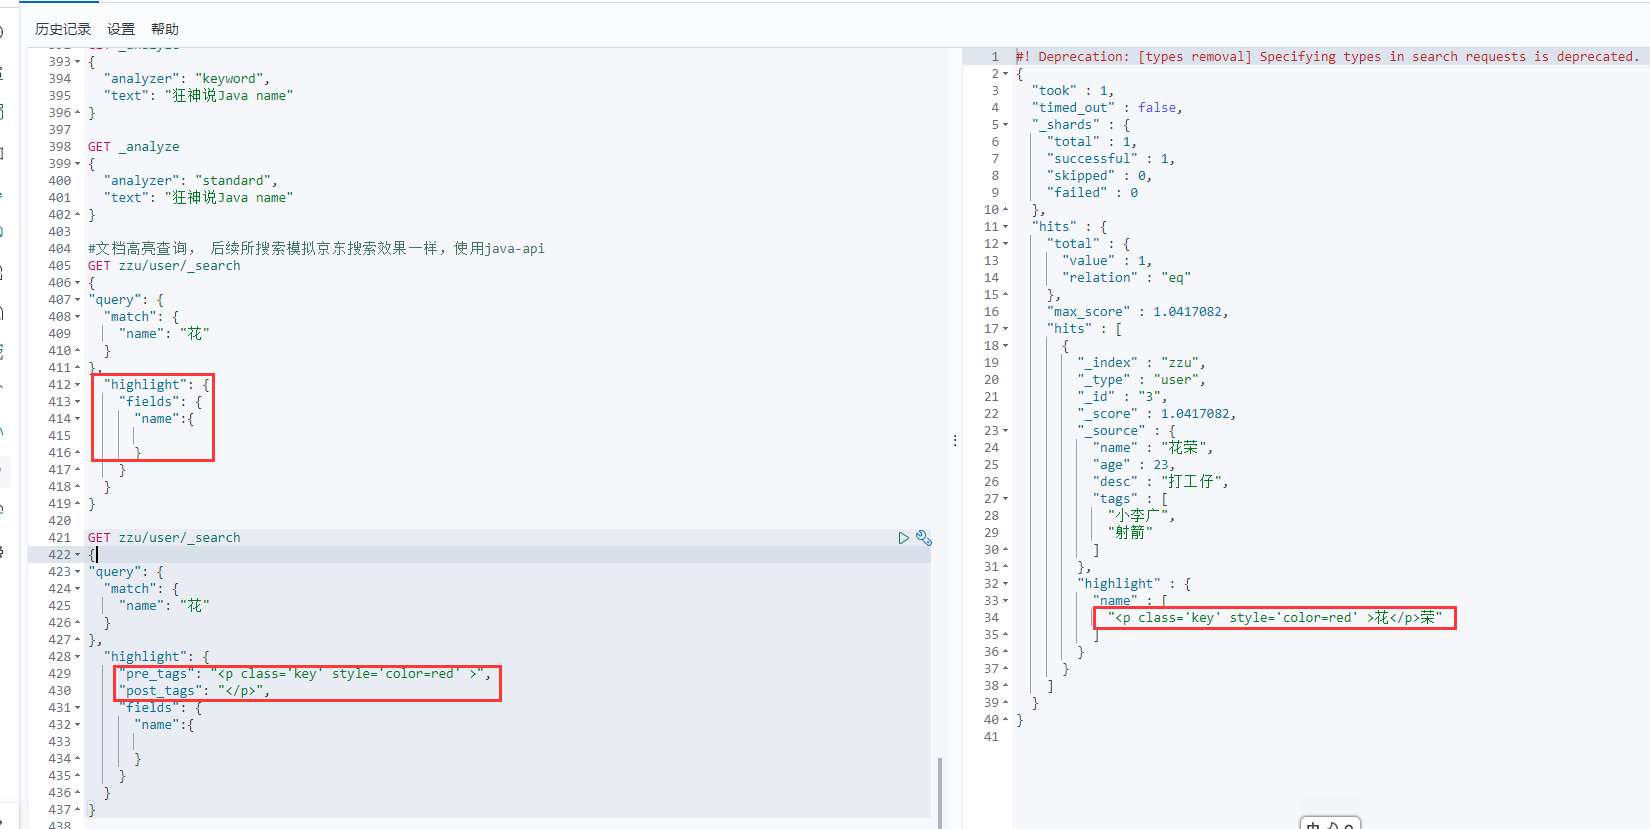 历史记录 设置 帮助
393 {
394 "analyzer": "keyword",
395 "text": "狂神说Java name"
396 }
397
398 GET _analyze
399 {
400 "analyzer": "standard",
401 "text": "狂神说Java name"
402 }
403
404 #文档高亮查询， 后续所搜索模拟京东搜索效果一样，使用java-api
405 GET zzu/user/_search
406 {
407 "query": {
408 "match": {
409 "name": "花"
410 }
411 },
412 "highlight": {
413 "fields": {
414 "name":{
415
416 }
417 }
418 }
419 }
420
421 GET zzu/user/_search
422 {
423 "query": {
424 "match": {
425 "name": "花"
426 }
427 },
428 "highlight": {
429 "pre_tags": "<p class='key' style='color=red' >",
430 "post_tags": "</p>",
431 "fields": {
432 "name":{
433
434 }
435 }
436 }
437 }
438
1 #! Deprecation: [types removal] Specifying types in search requests is deprecated.
2 {
3 "took" : 1,
4 "timed_out" : false,
5 "_shards" : {
6 "total" : 1,
7 "successful" : 1,
8 "skipped" : 0,
9 "failed" : 0
10 },
11 "hits" : {
12 "total" : {
13 "value" : 1,
14 "relation" : "eq"
15 },
16 "max_score" : 1.0417082,
17 "hits" : [
18 {
19 "_index" : "zzu",
20 "_type" : "user",
21 "_id" : "3",
22 "_score" : 1.0417082,
23 "_source" : {
24 "name" : "花荣",
25 "age" : 23,
26 "desc" : "打工仔",
27 "tags" : [
28 "小李广",
29 "射箭"
30 ]
31 },
32 "highlight" : {
33 "name" : [
34 "<p class='key' style='color=red' >花</p>荣"
35 ]
36 }
37 }
38 ]
39 }
40 }
41